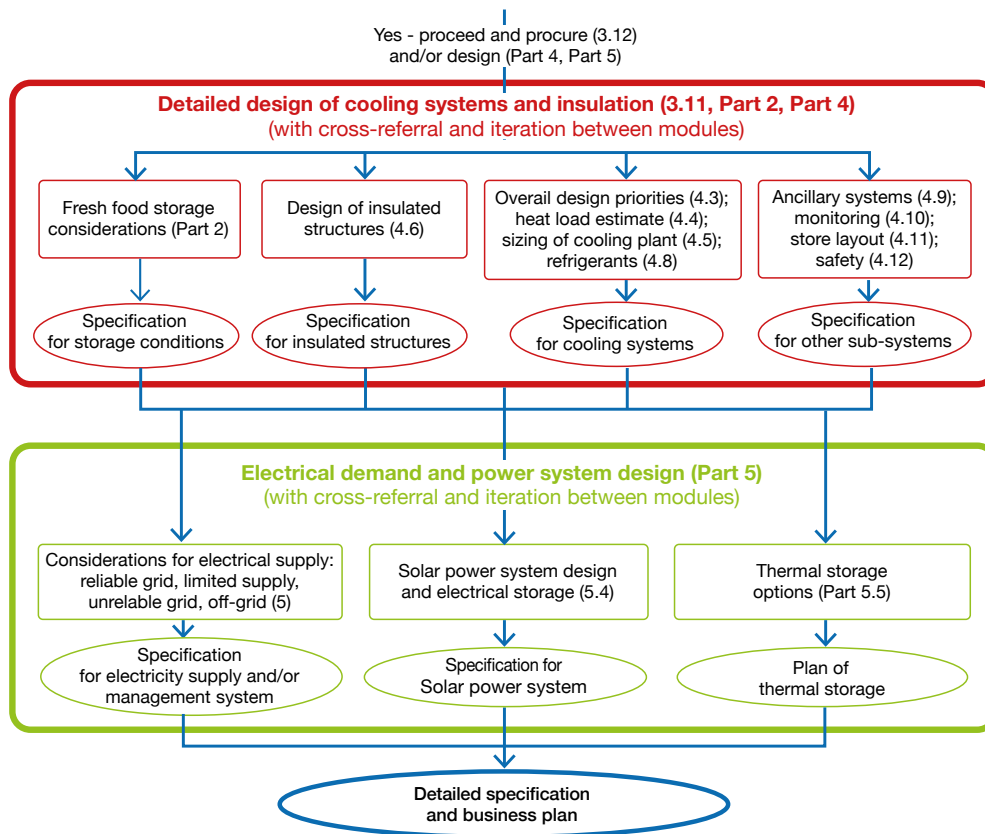 Yes - proceed and procure (3.12)
and/or design (Part 4, Part 5)
Detailed design of cooling systems and insulation (3.11, Part 2, Part 4)
(with cross-referral and iteration between modules)
Fresh food storage
considerations (Part 2)
Design of insulated
structures (4.6)
Overail design priorities (4.3);
heat load estimate (4.4);
sizing of cooling plant (4.5);
refrigerants (4.8)
Ancillary systems (4.9);
monitoring (4.10);
store layout (4.11);
safety (4.12)
Specification
for storage conditions
Specification
for insulated structures
Specification
for cooling systems
Specification
for other sub-systems
Electrical demand and power system design (Part 5)
(with cross-referral and iteration between modules)
Considerations for electrical supply:
reliable grid, limited supply,
unrelable grid, off-grid (5)
Solar power system design
and electrical storage (5.4)
Thermal storage
options (Part 5.5)
Specification
for electricity supply and/or
management system
Specification for
Solar power system
Plan of
thermal storage
Detailed specification
and business plan